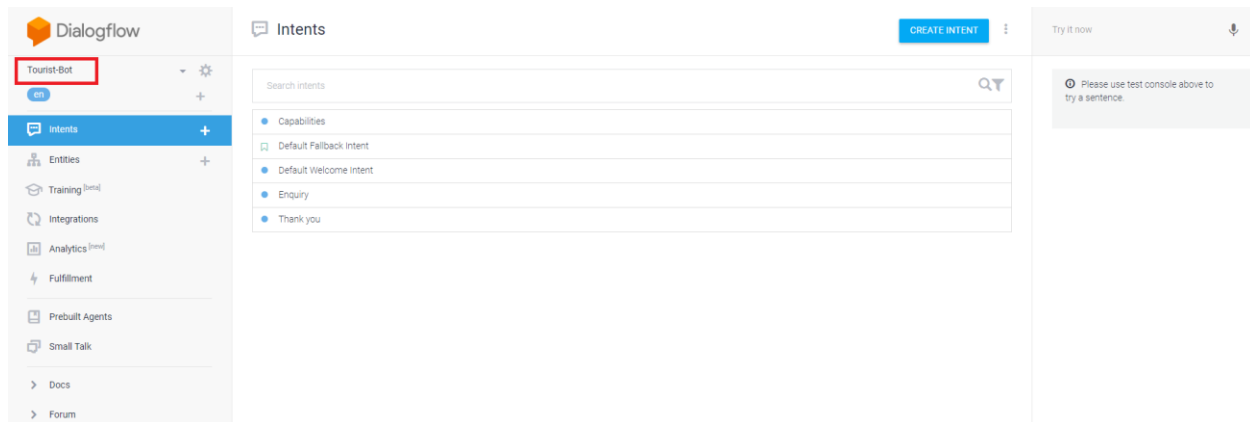 Dialogflow
Tourist-Bot
en
Intents
Entities
Training [beta]
Integrations
Analytics [new]
Fulfillment
Prebuilt Agents
Small Talk
Docs
Forum
Intents
CREATE INTENT
Search intents
Capabilities
Default Fallback Intent
Default Welcome Intent
Enquiry
Thank you
Try it now
Please use test console above to
try a sentence.